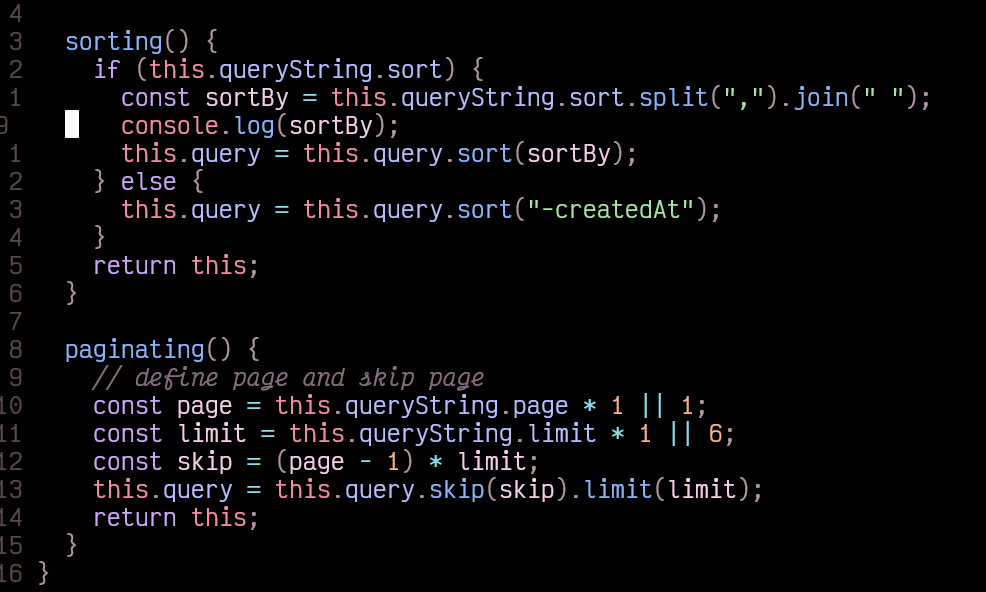 4
3 sorting() {
2 if (this.queryString.sort) {
1 const sortBy = this.queryString.sort.split(",").join(" ");
9 console.log(sortBy);
1 this.query = this.query.sort(sortBy);
2 } else {
3 this.query = this.query.sort("-createdAt");
4 }
5 return this;
6 }
7
8 paginating() {
9 // define page and skip page
10 const page = this.queryString.page * 1 || 1;
11 const limit = this.queryString.limit * 1 || 6;
12 const skip = (page - 1) * limit;
13 this.query = this.query.skip(skip).limit(limit);
14 return this;
15 }
16 }